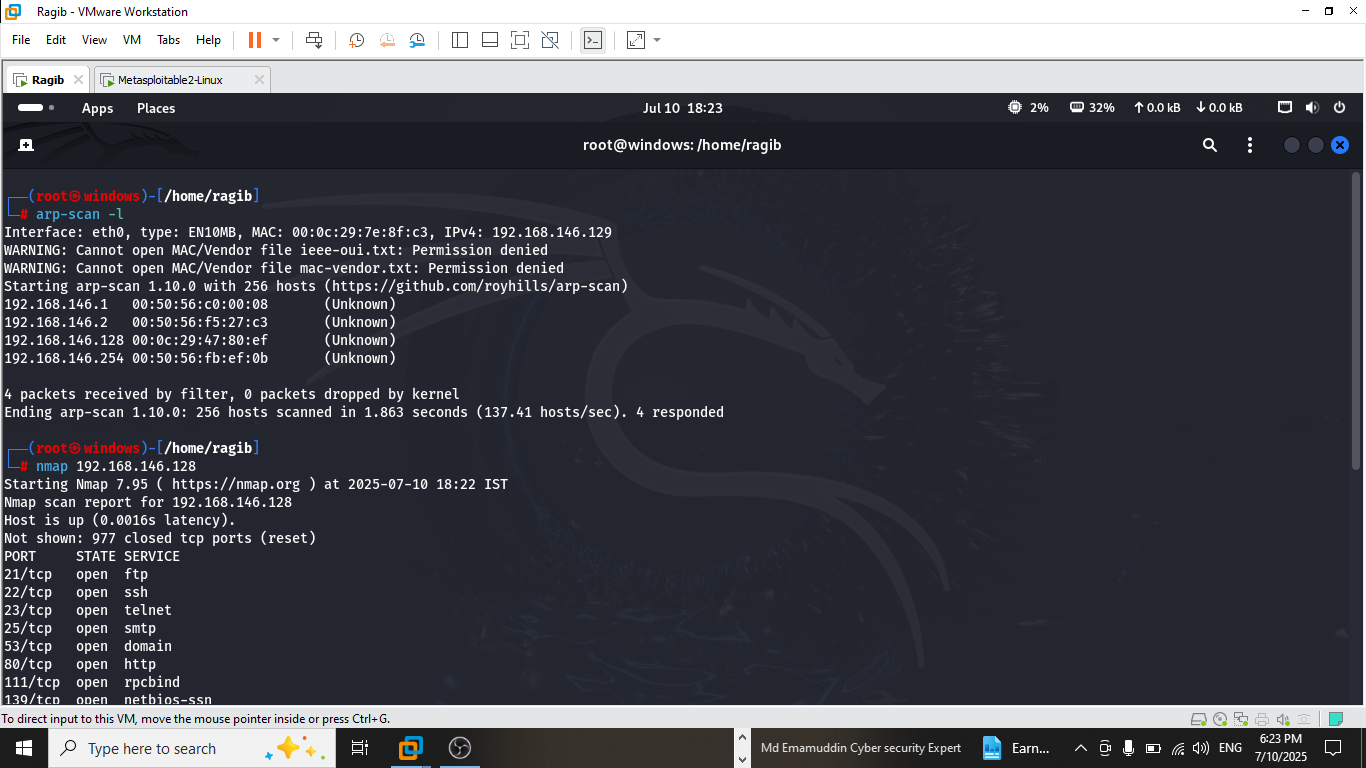 Ragib - VMware Workstation
File Edit View VM Tabs Help
Ragib Metasploitable2-Linux
Apps Places Jul 10 18:23 2% 32% 0.0 kB 0.0 kB
root@windows: /home/ragib
(root㉿windows)-[/home/ragib]
# arp-scan -l
Interface: eth0, type: EN10MB, MAC: 00:0c:29:7e:8f:c3, IPv4: 192.168.146.129
WARNING: Cannot open MAC/Vendor file ieee-oui.txt: Permission denied
WARNING: Cannot open MAC/Vendor file mac-vendor.txt: Permission denied
Starting arp-scan 1.10.0 with 256 hosts (https://github.com/royhills/arp-scan)
192.168.146.1 00:50:56:c0:00:08 (Unknown)
192.168.146.2 00:50:56:f5:27:c3 (Unknown)
192.168.146.128 00:0c:29:47:80:ef (Unknown)
192.168.146.254 00:50:56:fb:ef:0b (Unknown)
4 packets received by filter, 0 packets dropped by kernel
Ending arp-scan 1.10.0: 256 hosts scanned in 1.863 seconds (137.41 hosts/sec). 4 responded
(root㉿windows)-[/home/ragib]
# nmap 192.168.146.128
Starting Nmap 7.95 ( https://nmap.org ) at 2025-07-10 18:22 IST
Nmap scan report for 192.168.146.128
Host is up (0.0016s latency).
Not shown: 977 closed tcp ports (reset)
PORT STATE SERVICE
21/tcp open ftp
22/tcp open ssh
23/tcp open telnet
25/tcp open smtp
53/tcp open domain
80/tcp open http
111/tcp open rpcbind
139/tcp open netbios-ssn
To direct input to this VM, move the mouse pointer inside or press Ctrl+G.
Type here to search Md Emamuddin Cyber security Expert Earn... ENG 6:23 PM
7/10/2025